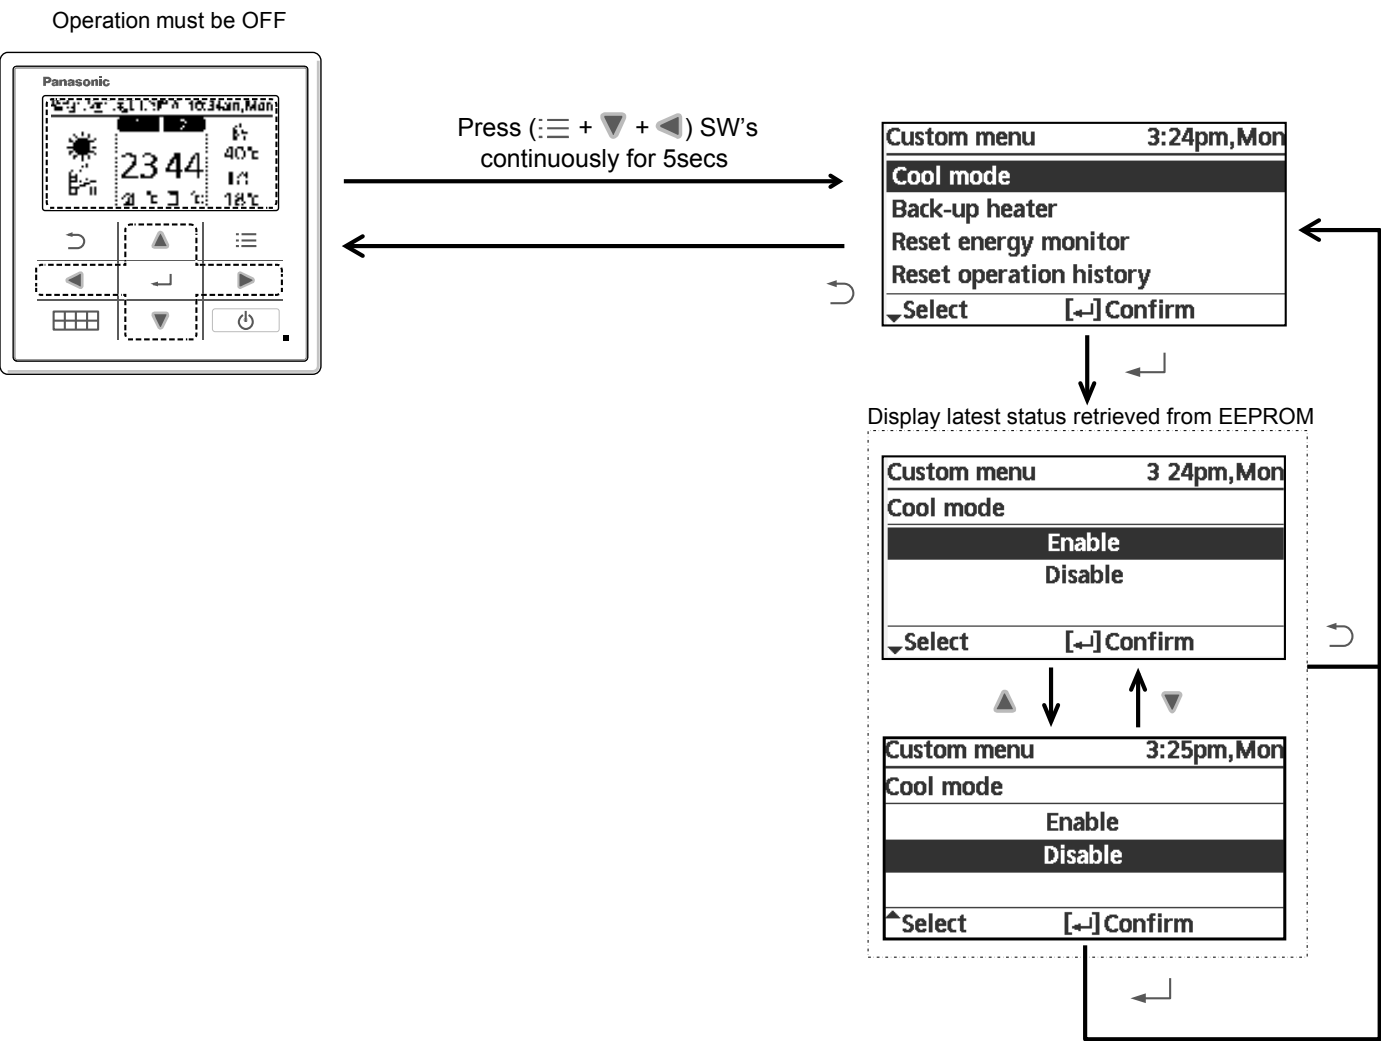 Operation must be OFF
Panasonic
23 44
40℃
18℃
Press ( + ▼ + ◀) SW's
continuously for 5secs
Custom menu 3:24pm,Mon
Cool mode
Back-up heater
Reset energy monitor
Reset operation history
Select [↵]Confirm
Display latest status retrieved from EEPROM
Custom menu 3 24pm,Mon
Cool mode
Enable
Disable
Select [↵]Confirm
Custom menu 3:25pm,Mon
Cool mode
Enable
Disable
Select [↵]Confirm